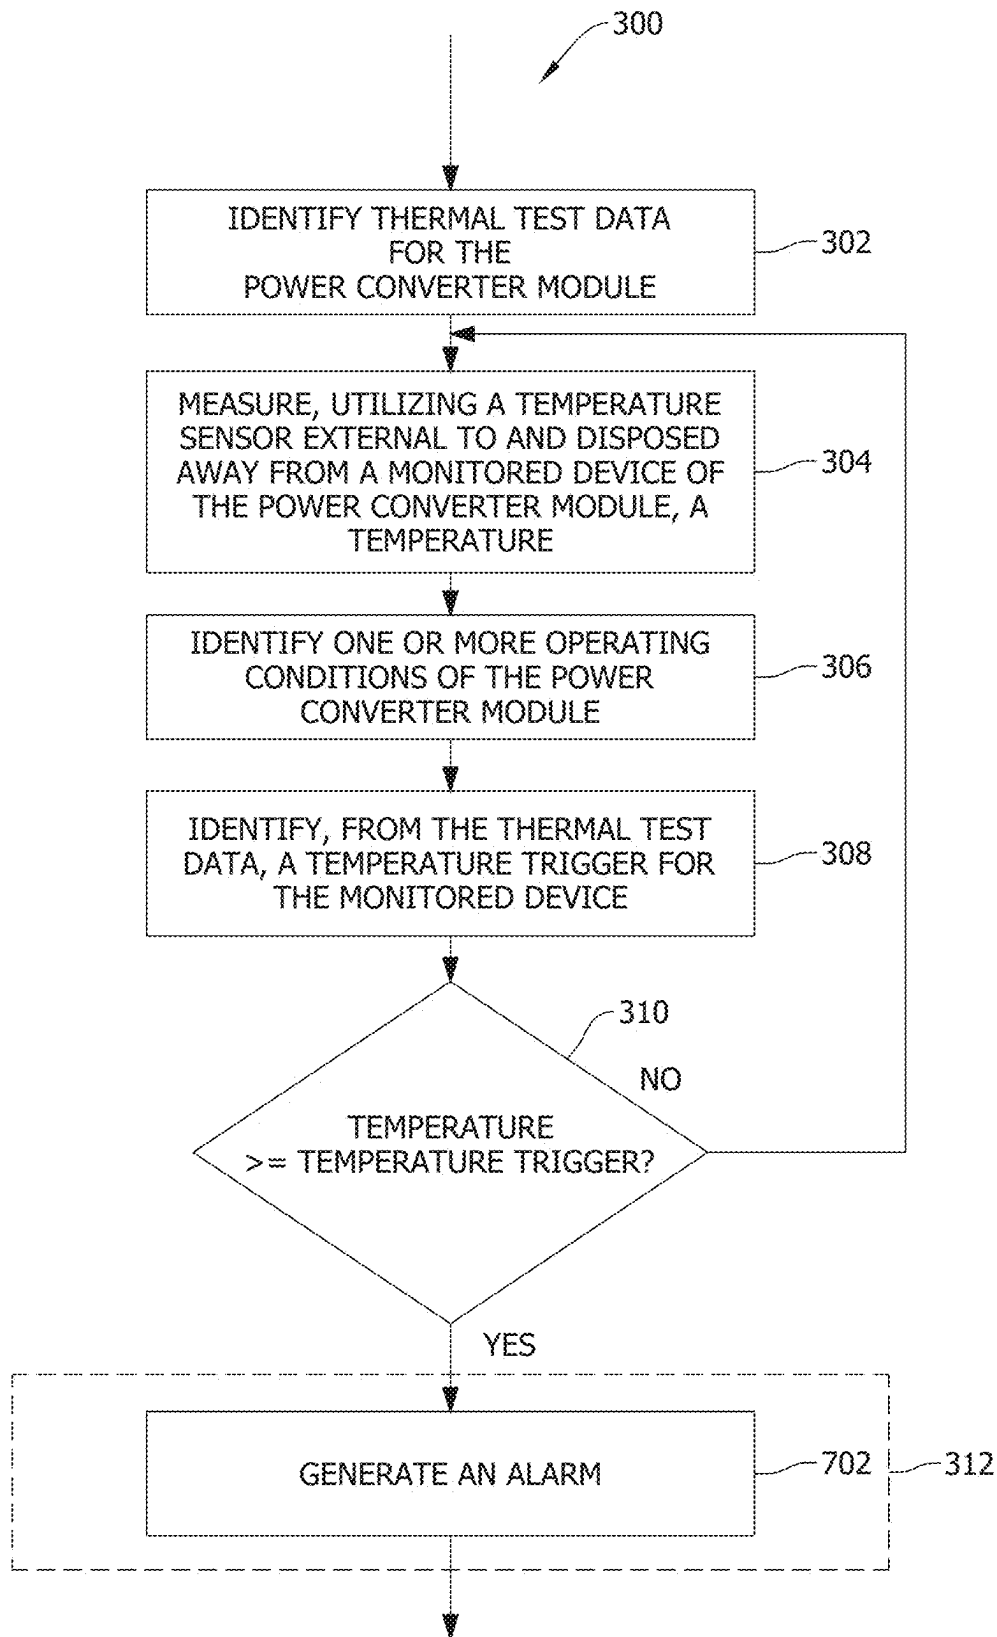 300
IDENTIFY THERMAL TEST DATA
FOR THE
POWER CONVERTER MODULE
302
MEASURE, UTILIZING A TEMPERATURE
SENSOR EXTERNAL TO AND DISPOSED
AWAY FROM A MONITORED DEVICE OF
THE POWER CONVERTER MODULE, A
TEMPERATURE
304
IDENTIFY ONE OR MORE OPERATING
CONDITIONS OF THE POWER
CONVERTER MODULE
306
IDENTIFY, FROM THE THERMAL TEST
DATA, A TEMPERATURE TRIGGER FOR
THE MONITORED DEVICE
308
310
NO
TEMPERATURE
>= TEMPERATURE TRIGGER?
YES
GENERATE AN ALARM
702
312